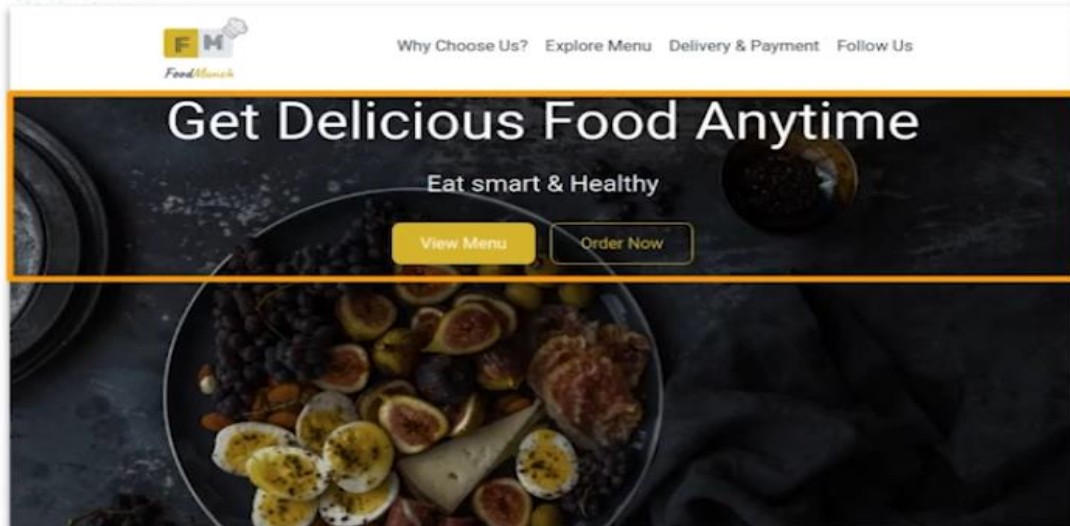 FM
FoodMunch
Why Choose Us? Explore Menu Delivery & Payment Follow Us
Get Delicious Food Anytime
Eat smart & Healthy
View Menu Order Now